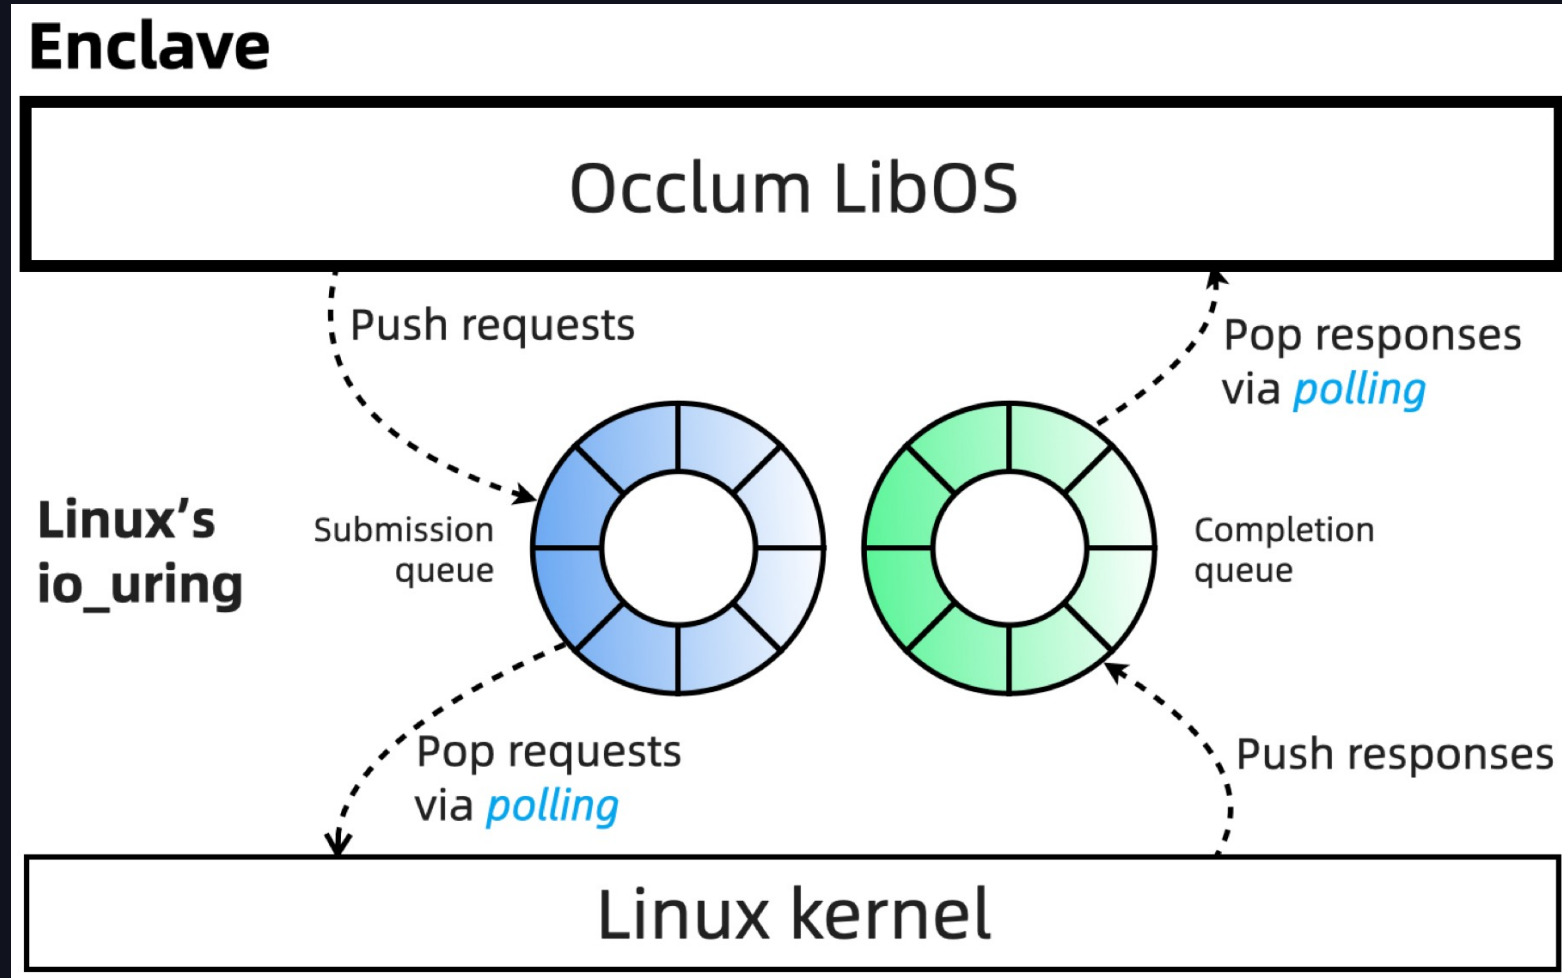 Enclave
Occlum LibOS
Push requests
Pop responses
via polling
Linux’s
io_uring
Submission
queue
Completion
queue
Pop requests
via polling
Push responses
Linux kernel